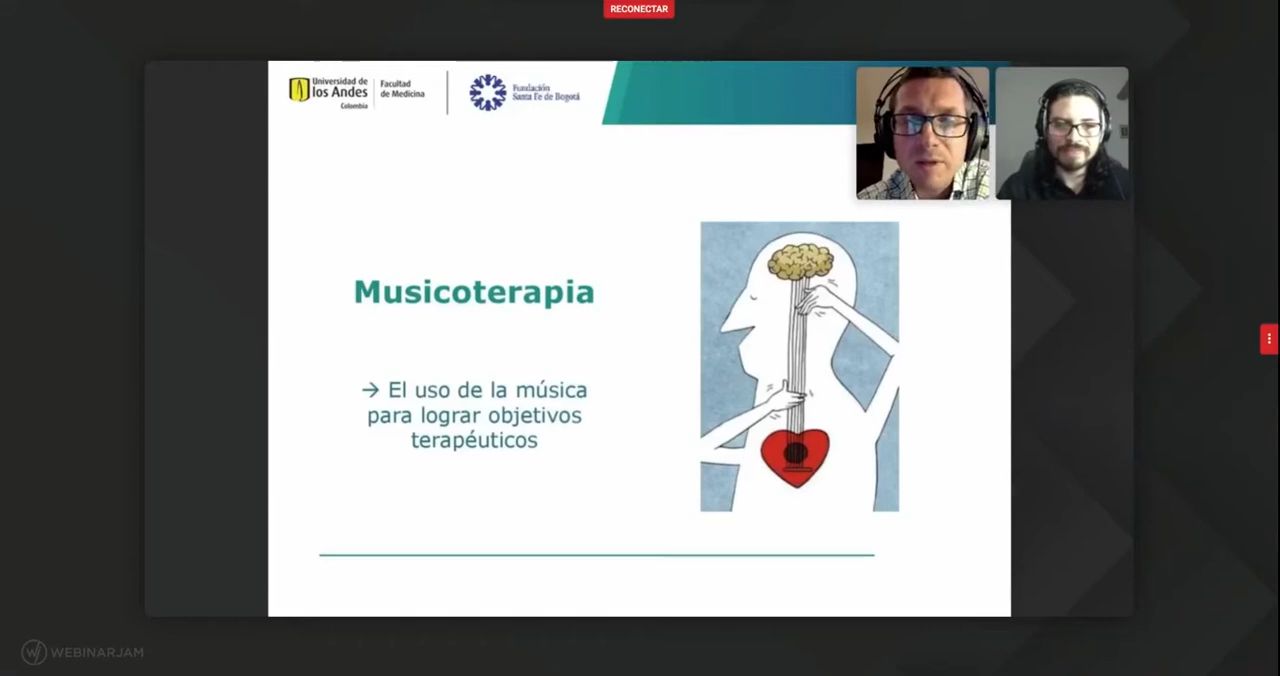 RECONECTAR
Universidad de
los Andes
Colombia
Facultad
de Medicina
Fundación
Santa Fe de Bogotá
Musicoterapia
→ El uso de la música
para lograr objetivos
terapéuticos
WEBINARJAM